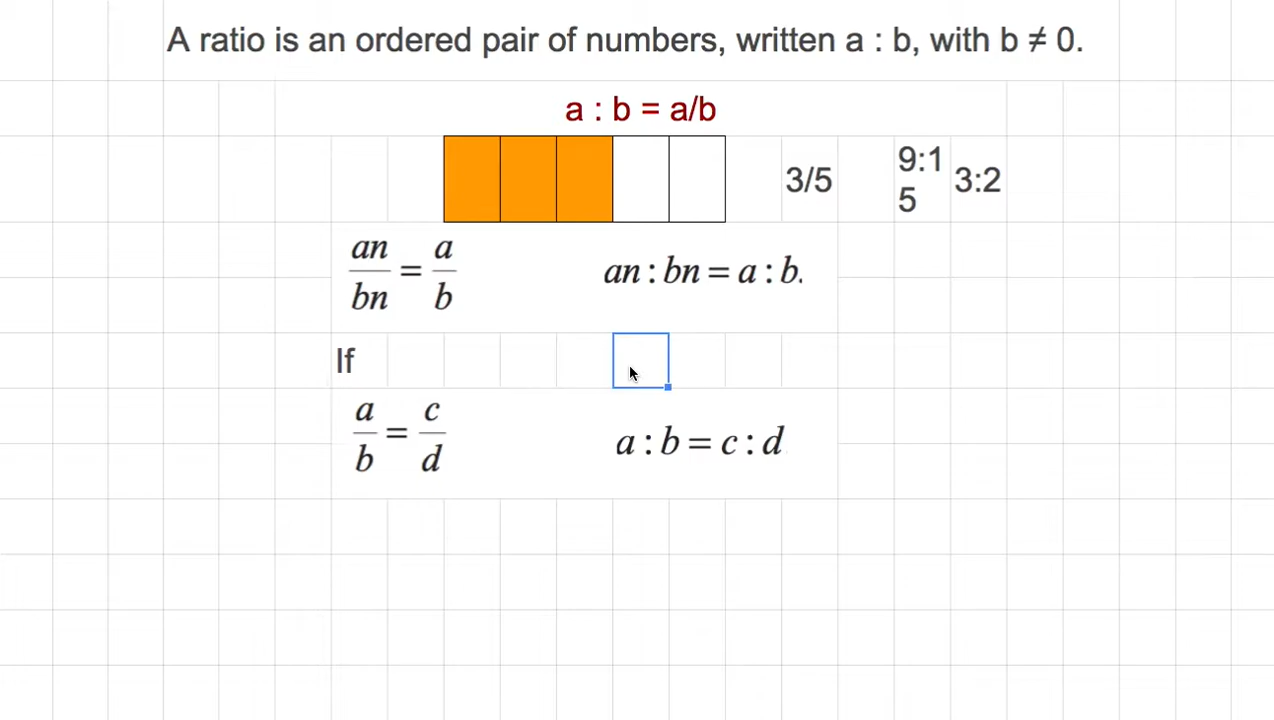 A ratio is an ordered pair of numbers, written a : b, with b ≠ 0.
a : b = a/b
3/5
9:1
5
3:2
an/bn = a/b
an : bn = a : b.
If
a/b = c/d
a : b = c : d